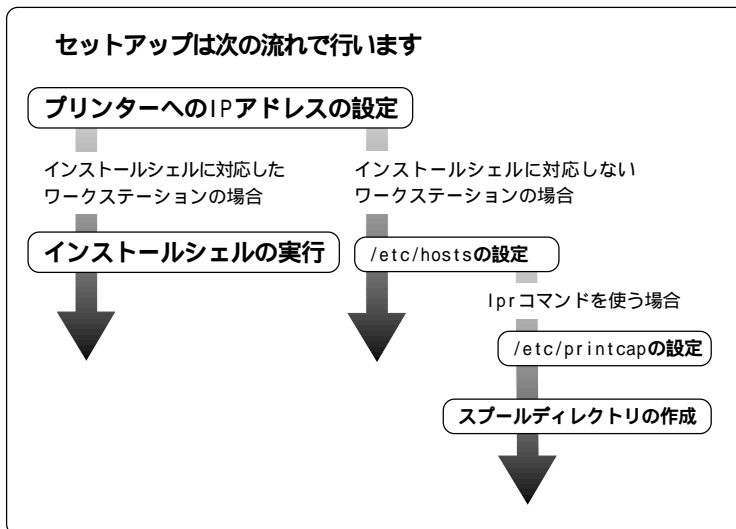 セットアップは次の流れで行います
プリンターへのIPアドレスの設定
インストールシェルに対応した
ワークステーションの場合
インストールシェルに対応しない
ワークステーションの場合
インストールシェルの実行
/etc/hostsの設定
lprコマンドを使う場合
/etc/printcapの設定
スプールディレクトリの作成